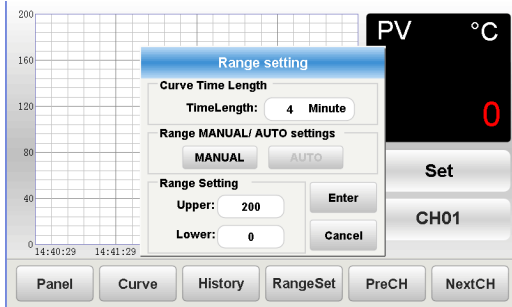 200
PV °C
160
Range setting
Curve Time Length
TimeLength: 4 Minute
120
0
Range MANUAL/ AUTO settings
MANUAL AUTO
80
Set
Range Setting
Upper: 200
Enter
40
CH01
Lower: 0
Cancel
0
14:40:29 14:41:29
Panel Curve History RangeSet PreCH NextCH